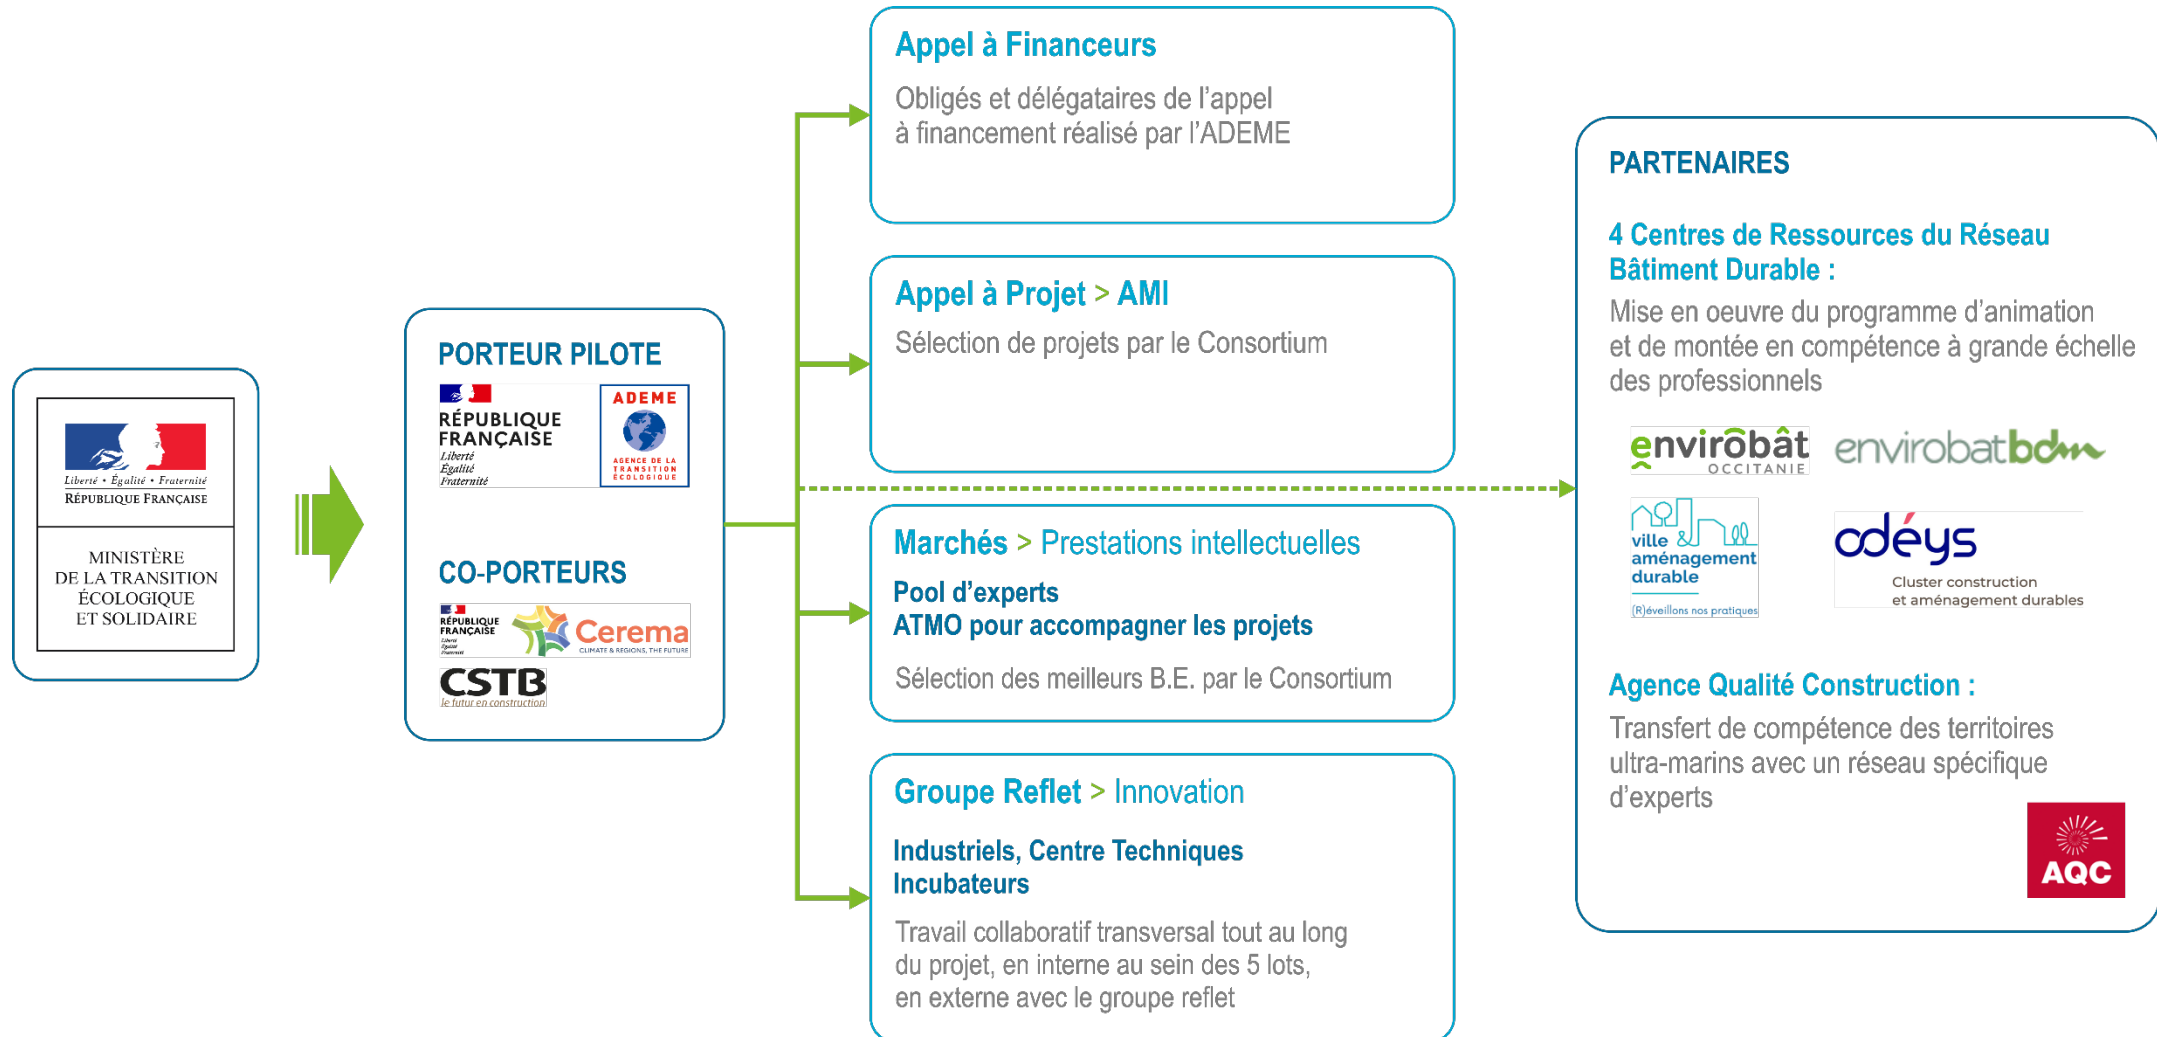 Liberté • Égalité • Fraternité
RÉPUBLIQUE FRANÇAISE
MINISTÈRE
DE LA TRANSITION
ÉCOLOGIQUE
ET SOLIDAIRE
PORTEUR PILOTE
RÉPUBLIQUE
FRANÇAISE
Liberté
Égalité
Fraternité
ADEME
AGENCE DE LA
TRANSITION
ÉCOLOGIQUE
CO-PORTEURS
RÉPUBLIQUE
FRANÇAISE
Liberté
Égalité
Fraternité
Cerema
CLIMATE & REGIONS, THE FUTURE
CSTB
le futur en construction
Appel à Financeurs
Obligés et délégataires de l’appel
à financement réalisé par l’ADEME
Appel à Projet > AMI
Sélection de projets par le Consortium
Marchés > Prestations intellectuelles
Pool d’experts
ATMO pour accompagner les projets
Sélection des meilleurs B.E. par le Consortium
Groupe Reflet > Innovation
Industriels, Centre Techniques
Incubateurs
Travail collaboratif transversal tout au long
du projet, en interne au sein des 5 lots,
en externe avec le groupe reflet
PARTENAIRES
4 Centres de Ressources du Réseau
Bâtiment Durable :
Mise en oeuvre du programme d’animation
et de montée en compétence à grande échelle
des professionnels
envirobât
OCCITANIE
envirobatbdm
ville &
aménagement
durable
(R)éveillons nos pratiques
odéys
Cluster construction
et aménagement durables
Agence Qualité Construction :
Transfert de compétence des territoires
ultra-marins avec un réseau spécifique
d’experts
AQC